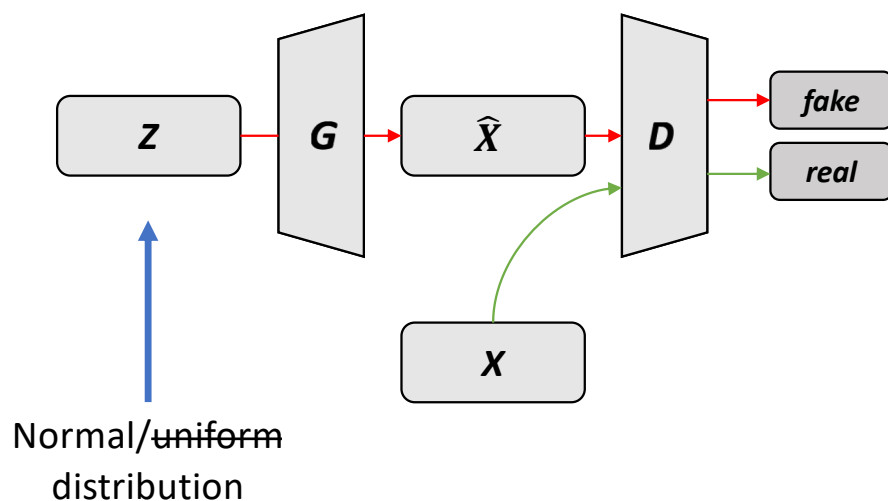 Z
G
X̂
D
fake
real
X
Normal/uniform
distribution